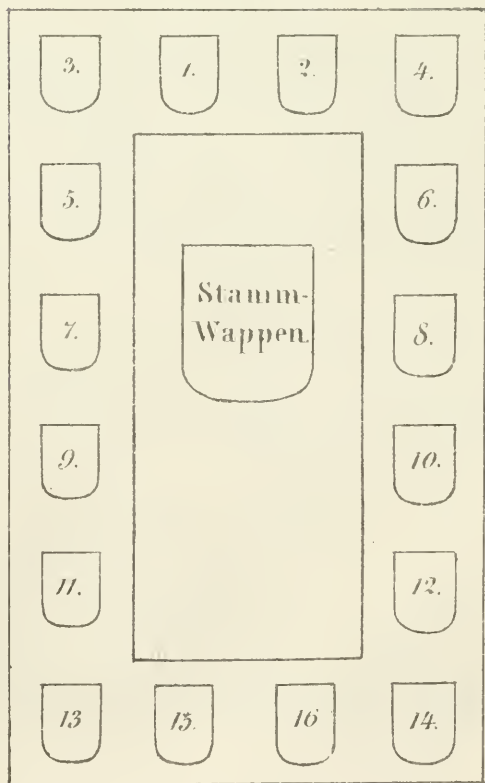 3. 1. 2. 4.
5. 6.
Stamm-
Wappen.
7. 8.
9. 10.
11. 12.
13 15. 16 14.